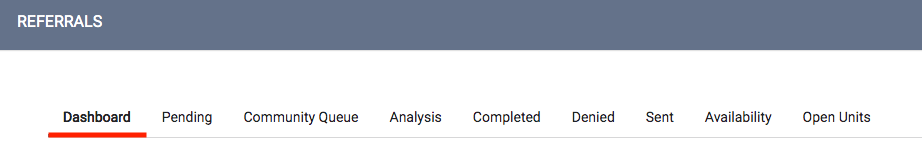 REFERRALS
Dashboard Pending Community Queue Analysis Completed Denied Sent Availability Open Units